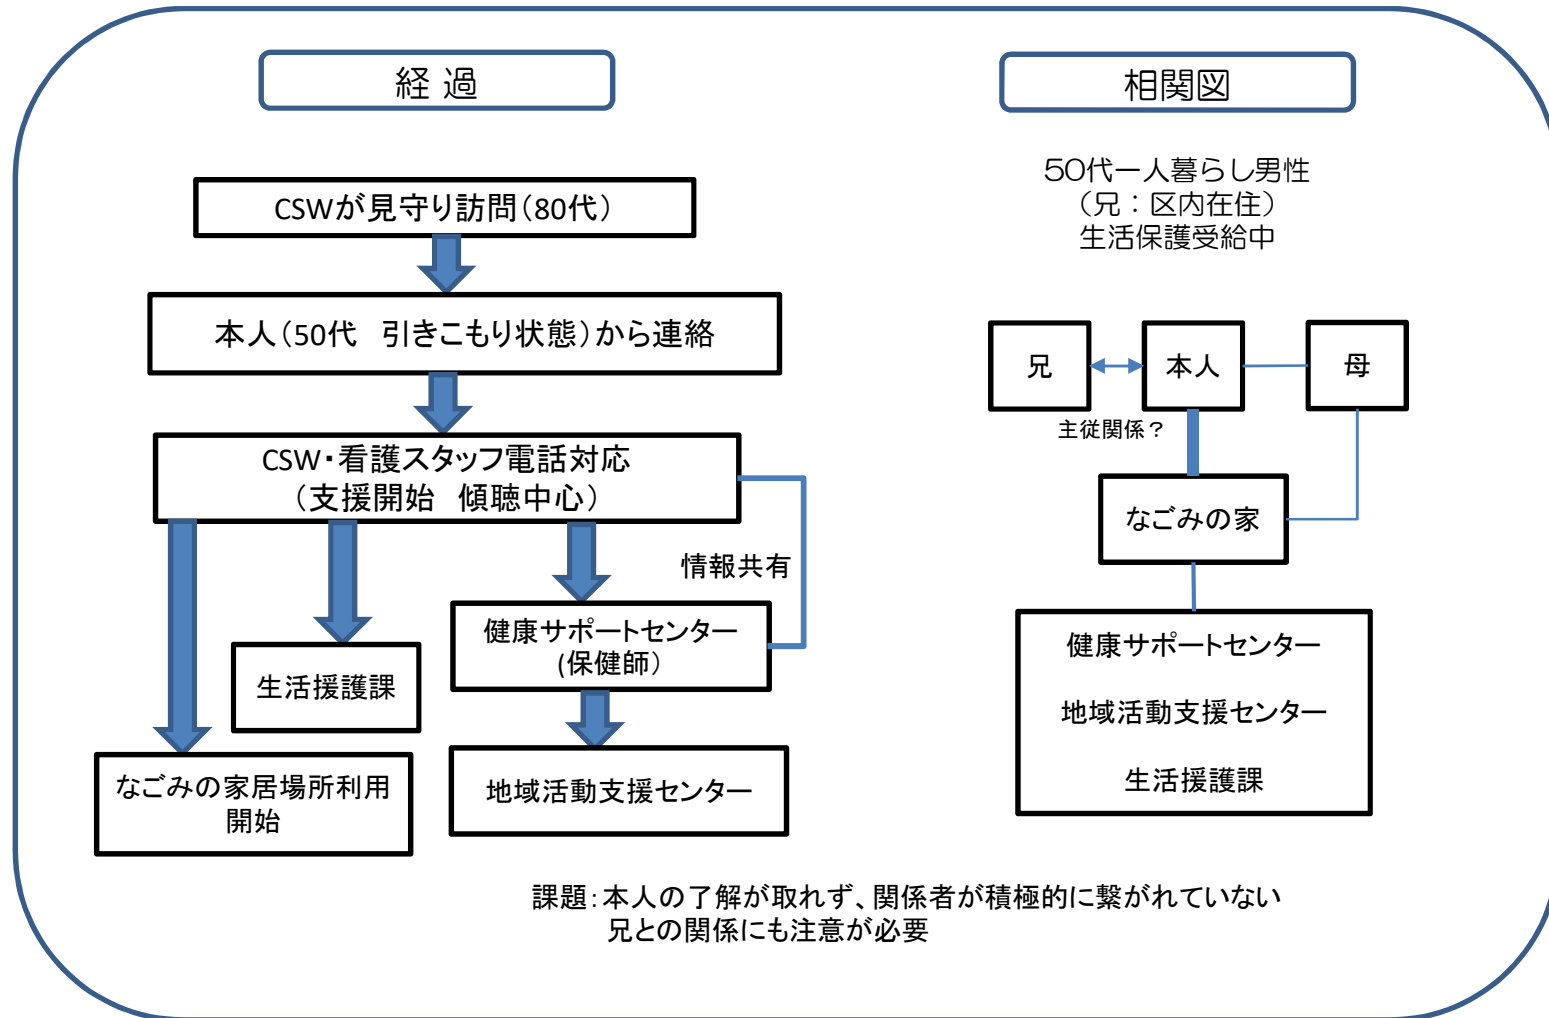 経 過
CSWが見守り訪問（80代）
本人（50代　引きこもり状態）から連絡
CSW・看護スタッフ電話対応
（支援開始　傾聴中心）
情報共有
健康サポートセンター
(保健師）
生活援護課
なごみの家居場所利用
開始
地域活動支援センター
相関図
50代一人暮らし男性
（兄：区内在住）
生活保護受給中
兄
本人
母
主従関係？
なごみの家
健康サポートセンター
地域活動支援センター
生活援護課
課題：本人の了解が取れず、関係者が積極的に繋がれていない
兄との関係にも注意が必要